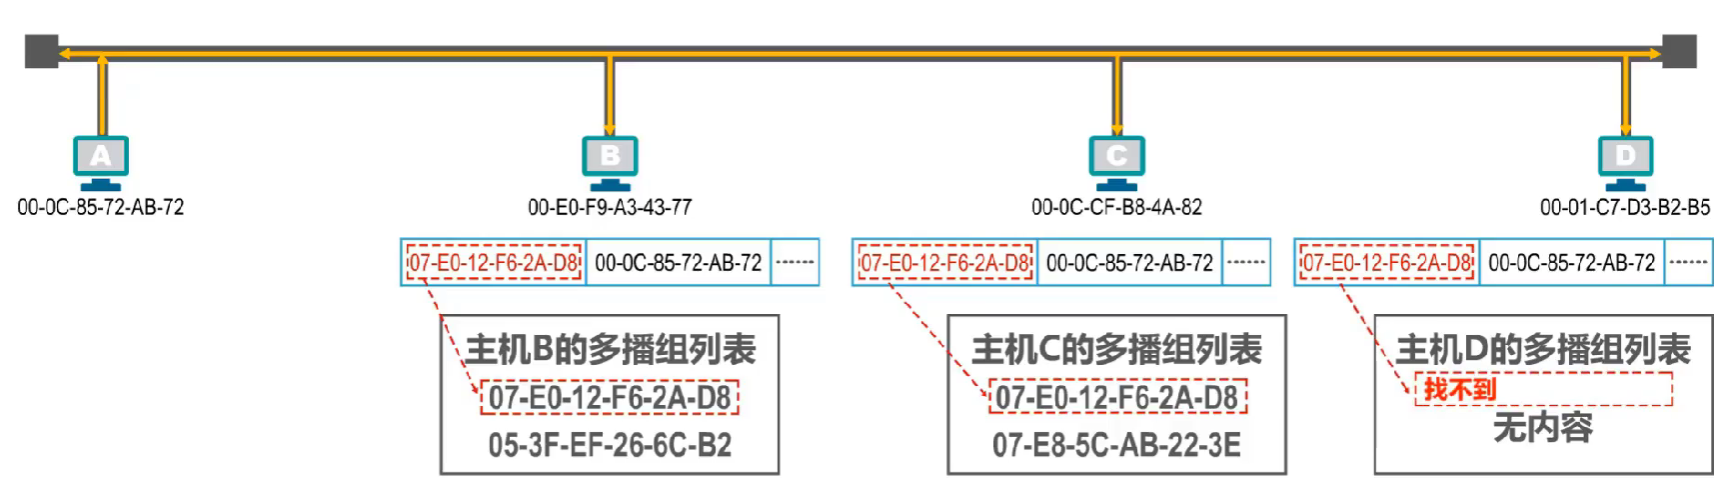 A
B
C
D
00-0C-85-72-AB-72
00-E0-F9-A3-43-77
00-0C-CF-B8-4A-82
00-01-C7-D3-B2-B5
07-E0-12-F6-2A-D8 00-0C-85-72-AB-72 ------
07-E0-12-F6-2A-D8 00-0C-85-72-AB-72 ------
07-E0-12-F6-2A-D8 00-0C-85-72-AB-72 ------
主机B的多播组列表
07-E0-12-F6-2A-D8
05-3F-EF-26-6C-B2
主机C的多播组列表
07-E0-12-F6-2A-D8
07-E8-5C-AB-22-3E
主机D的多播组列表
找不到
无内容